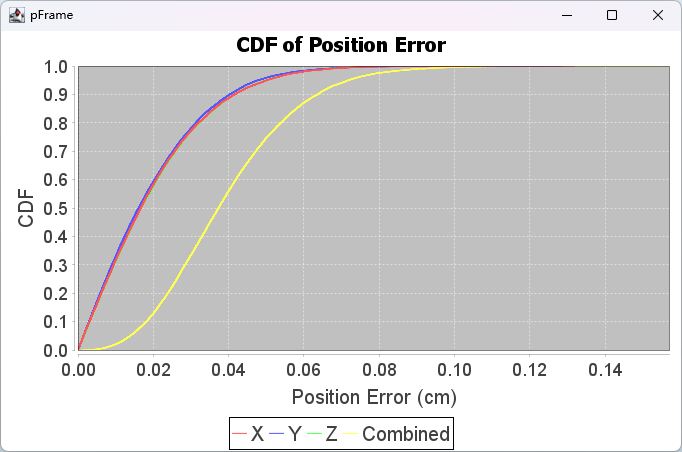 pFrame
CDF of Position Error
1.0
0.9
0.8
0.7
0.6
0.5
0.4
0.3
0.2
0.1
0.0
CDF
0.00 0.02 0.04 0.06 0.08 0.10 0.12 0.14
Position Error (cm)
X Y Z Combined